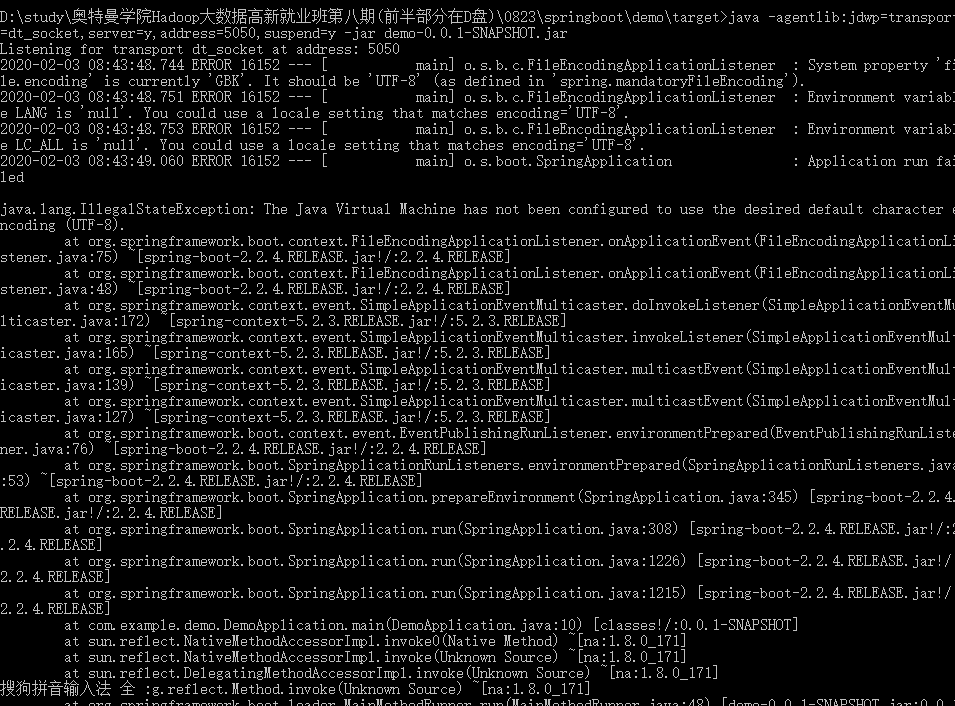 D:\study\奥特曼学院Hadoop大数据高新就业班第八期(前半部分在D盘)\0823\springboot\demo\target>java -agentlib:jdwp=transport
=dt_socket,server=y,address=5050,suspend=y -jar demo-0.0.1-SNAPSHOT.jar
Listening for transport dt_socket at address: 5050
2020-02-03 08:43:48.744 ERROR 16152 --- [           main] o.s.b.c.FileEncodingApplicationListener  : System property 'fi
le.encoding' is currently 'GBK'. It should be 'UTF-8' (as defined in 'spring.mandatoryFileEncoding').
2020-02-03 08:43:48.751 ERROR 16152 --- [           main] o.s.b.c.FileEncodingApplicationListener  : Environment variabl
e LANG is 'null'. You could use a locale setting that matches encoding='UTF-8'.
2020-02-03 08:43:48.753 ERROR 16152 --- [           main] o.s.b.c.FileEncodingApplicationListener  : Environment variabl
e LC_ALL is 'null'. You could use a locale setting that matches encoding='UTF-8'.
2020-02-03 08:43:49.060 ERROR 16152 --- [           main] o.s.boot.SpringApplication               : Application run fai
led
java.lang.IllegalStateException: The Java Virtual Machine has not been configured to use the desired default character e
ncoding (UTF-8).
        at org.springframework.boot.context.FileEncodingApplicationListener.onApplicationEvent(FileEncodingApplicationLi
stener.java:75) ~[spring-boot-2.2.4.RELEASE.jar!/:2.2.4.RELEASE]
        at org.springframework.boot.context.FileEncodingApplicationListener.onApplicationEvent(FileEncodingApplicationLi
stener.java:48) ~[spring-boot-2.2.4.RELEASE.jar!/:2.2.4.RELEASE]
        at org.springframework.context.event.SimpleApplicationEventMulticaster.doInvokeListener(SimpleApplicationEventMu
lticaster.java:172) ~[spring-context-5.2.3.RELEASE.jar!/:5.2.3.RELEASE]
        at org.springframework.context.event.SimpleApplicationEventMulticaster.invokeListener(SimpleApplicationEventMult
icaster.java:165) ~[spring-context-5.2.3.RELEASE.jar!/:5.2.3.RELEASE]
        at org.springframework.context.event.SimpleApplicationEventMulticaster.multicastEvent(SimpleApplicationEventMult
icaster.java:139) ~[spring-context-5.2.3.RELEASE.jar!/:5.2.3.RELEASE]
        at org.springframework.context.event.SimpleApplicationEventMulticaster.multicastEvent(SimpleApplicationEventMult
icaster.java:127) ~[spring-context-5.2.3.RELEASE.jar!/:5.2.3.RELEASE]
        at org.springframework.boot.context.event.EventPublishingRunListener.environmentPrepared(EventPublishingRunListe
ner.java:76) ~[spring-boot-2.2.4.RELEASE.jar!/:2.2.4.RELEASE]
        at org.springframework.boot.SpringApplicationRunListeners.environmentPrepared(SpringApplicationRunListeners.java
:53) ~[spring-boot-2.2.4.RELEASE.jar!/:2.2.4.RELEASE]
        at org.springframework.boot.SpringApplication.prepareEnvironment(SpringApplication.java:345) [spring-boot-2.2.4.
RELEASE.jar!/:2.2.4.RELEASE]
        at org.springframework.boot.SpringApplication.run(SpringApplication.java:308) [spring-boot-2.2.4.RELEASE.jar!/:2
.2.4.RELEASE]
        at org.springframework.boot.SpringApplication.run(SpringApplication.java:1226) [spring-boot-2.2.4.RELEASE.jar!/
2.2.4.RELEASE]
        at org.springframework.boot.SpringApplication.run(SpringApplication.java:1215) [spring-boot-2.2.4.RELEASE.jar!/
2.2.4.RELEASE]
        at com.example.demo.DemoApplication.main(DemoApplication.java:10) [classes!/:0.0.1-SNAPSHOT]
        at sun.reflect.NativeMethodAccessorImpl.invoke0(Native Method) ~[na:1.8.0_171]
        at sun.reflect.NativeMethodAccessorImpl.invoke(Unknown Source) ~[na:1.8.0_171]
        at sun.reflect.DelegatingMethodAccessorImpl.invoke(Unknown Source) ~[na:1.8.0_171]
搜狗拼音输入法 全 :g.reflect.Method.invoke(Unknown Source) ~[na:1.8.0_171]
        at org.springframework.boot.loader.MainMethodRunner.run(MainMethodRunner.java:48) [demo-0.0.1-SNAPSHOT.jar:0.0